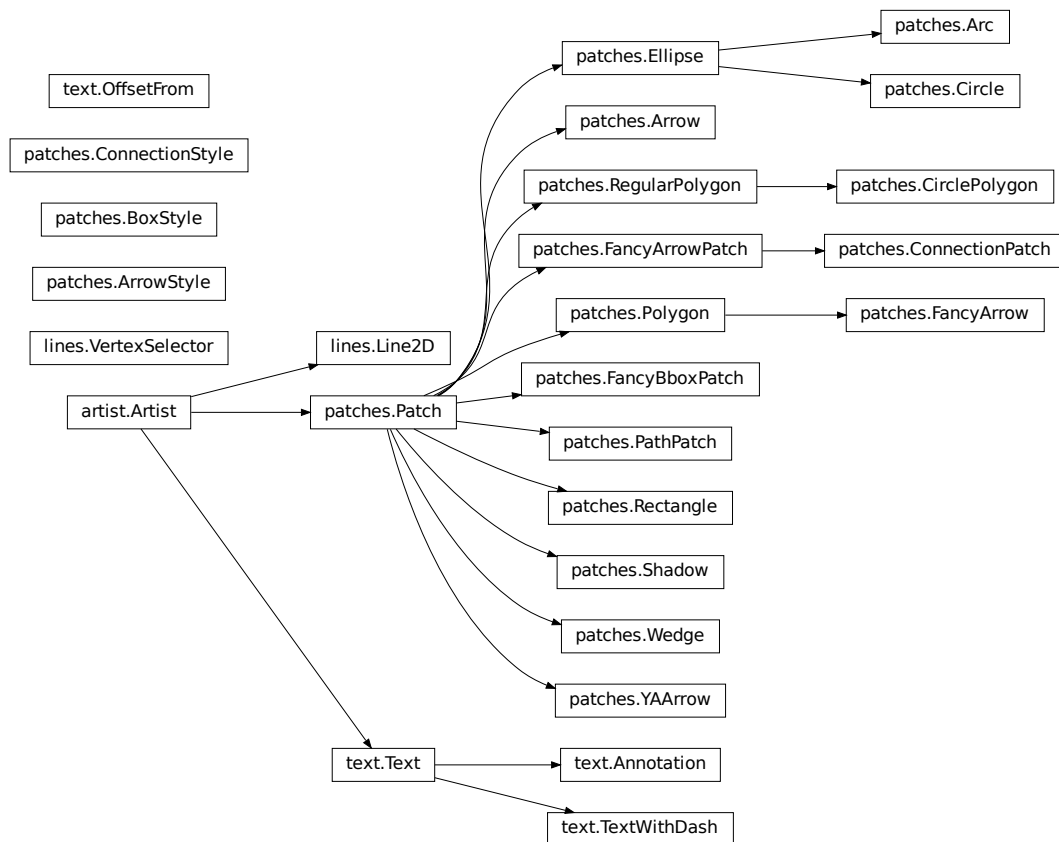 patches.Arc
patches.Ellipse
text.OffsetFrom
patches.Circle
patches.Arrow
patches.ConnectionStyle
patches.RegularPolygon
patches.CirclePolygon
patches.BoxStyle
patches.FancyArrowPatch
patches.ConnectionPatch
patches.ArrowStyle
patches.Polygon
patches.FancyArrow
lines.VertexSelector
lines.Line2D
patches.FancyBboxPatch
artist.Artist
patches.Patch
patches.PathPatch
patches.Rectangle
patches.Shadow
patches.Wedge
patches.YAArrow
text.Text
text.Annotation
text.TextWithDash